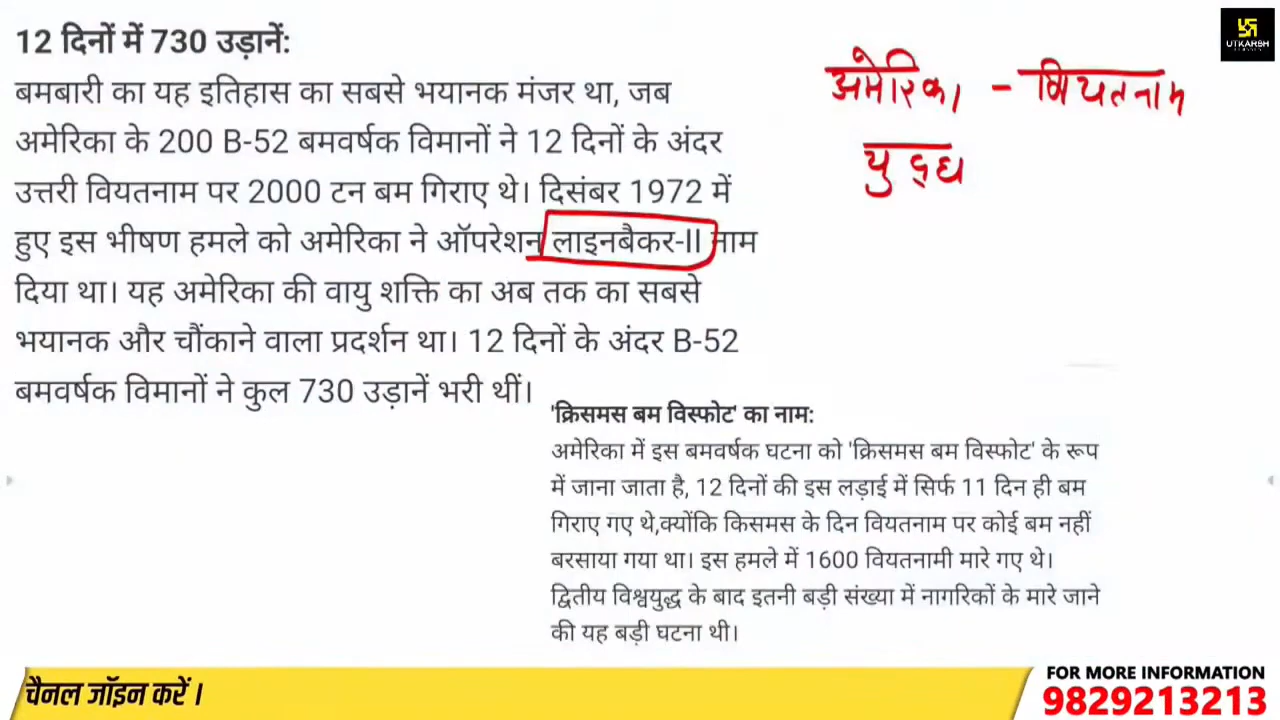 12 दिनों में 730 उड़ानें:
बमबारी का यह इतिहास का सबसे भयानक मंजर था, जब
अमेरिका के 200 B-52 बमवर्षक विमानों ने 12 दिनों के अंदर
उत्तरी वियतनाम पर 2000 टन बम गिराए थे। दिसंबर 1972 में
हुए इस भीषण हमले को अमेरिका ने ऑपरेशन लाइनबैकर-II नाम
दिया था। यह अमेरिका की वायु शक्ति का अब तक का सबसे
भयानक और चौंकाने वाला प्रदर्शन था। 12 दिनों के अंदर B-52
बमवर्षक विमानों ने कुल 730 उड़ानें भरी थीं।
अमेरिका - वियतनाम
युद्ध
UTKARSH
CLASSES
'क्रिसमस बम विस्फोट' का नाम:
अमेरिका में इस बमवर्षक घटना को 'क्रिसमस बम विस्फोट' के रूप
में जाना जाता है, 12 दिनों की इस लड़ाई में सिर्फ 11 दिन ही बम
गिराए गए थे,क्योंकि किसमस के दिन वियतनाम पर कोई बम नहीं
बरसाया गया था। इस हमले में 1600 वियतनामी मारे गए थे।
द्वितीय विश्वयुद्ध के बाद इतनी बड़ी संख्या में नागरिकों के मारे जाने
की यह बड़ी घटना थी।
चैनल जॉइन करें ।
FOR MORE INFORMATION
9829213213